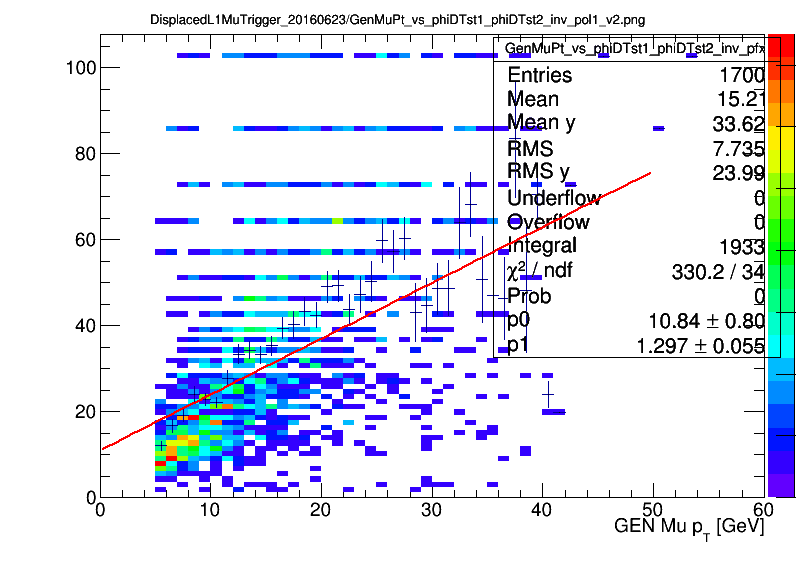 DisplacedL1MuTrigger_20160623/GenMuPt_vs_phiDTst1_phiDTst2_inv_pol1_v2.png
GenMuPt_vs_phiDTst1_phiDTst2_inv_pfx
Entries 1700
Mean 15.21
Mean y 33.62
RMS 7.735
RMS y 23.99
Underflow 0
Overflow 0
Integral 1933
χ² / ndf 330.2 / 34
Prob 0
p0 10.84 ± 0.80
p1 1.297 ± 0.055
100
80
60
40
20
0
0 10 20 30 40 50 60
GEN Mu p_T [GeV]